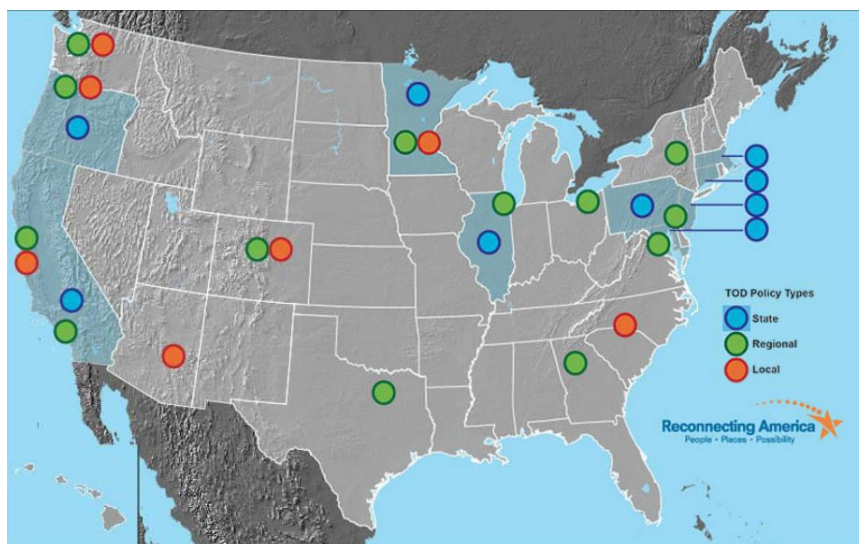 TOD Policy Types
State
Regional
Local
Reconnecting America
People • Places • Possibility